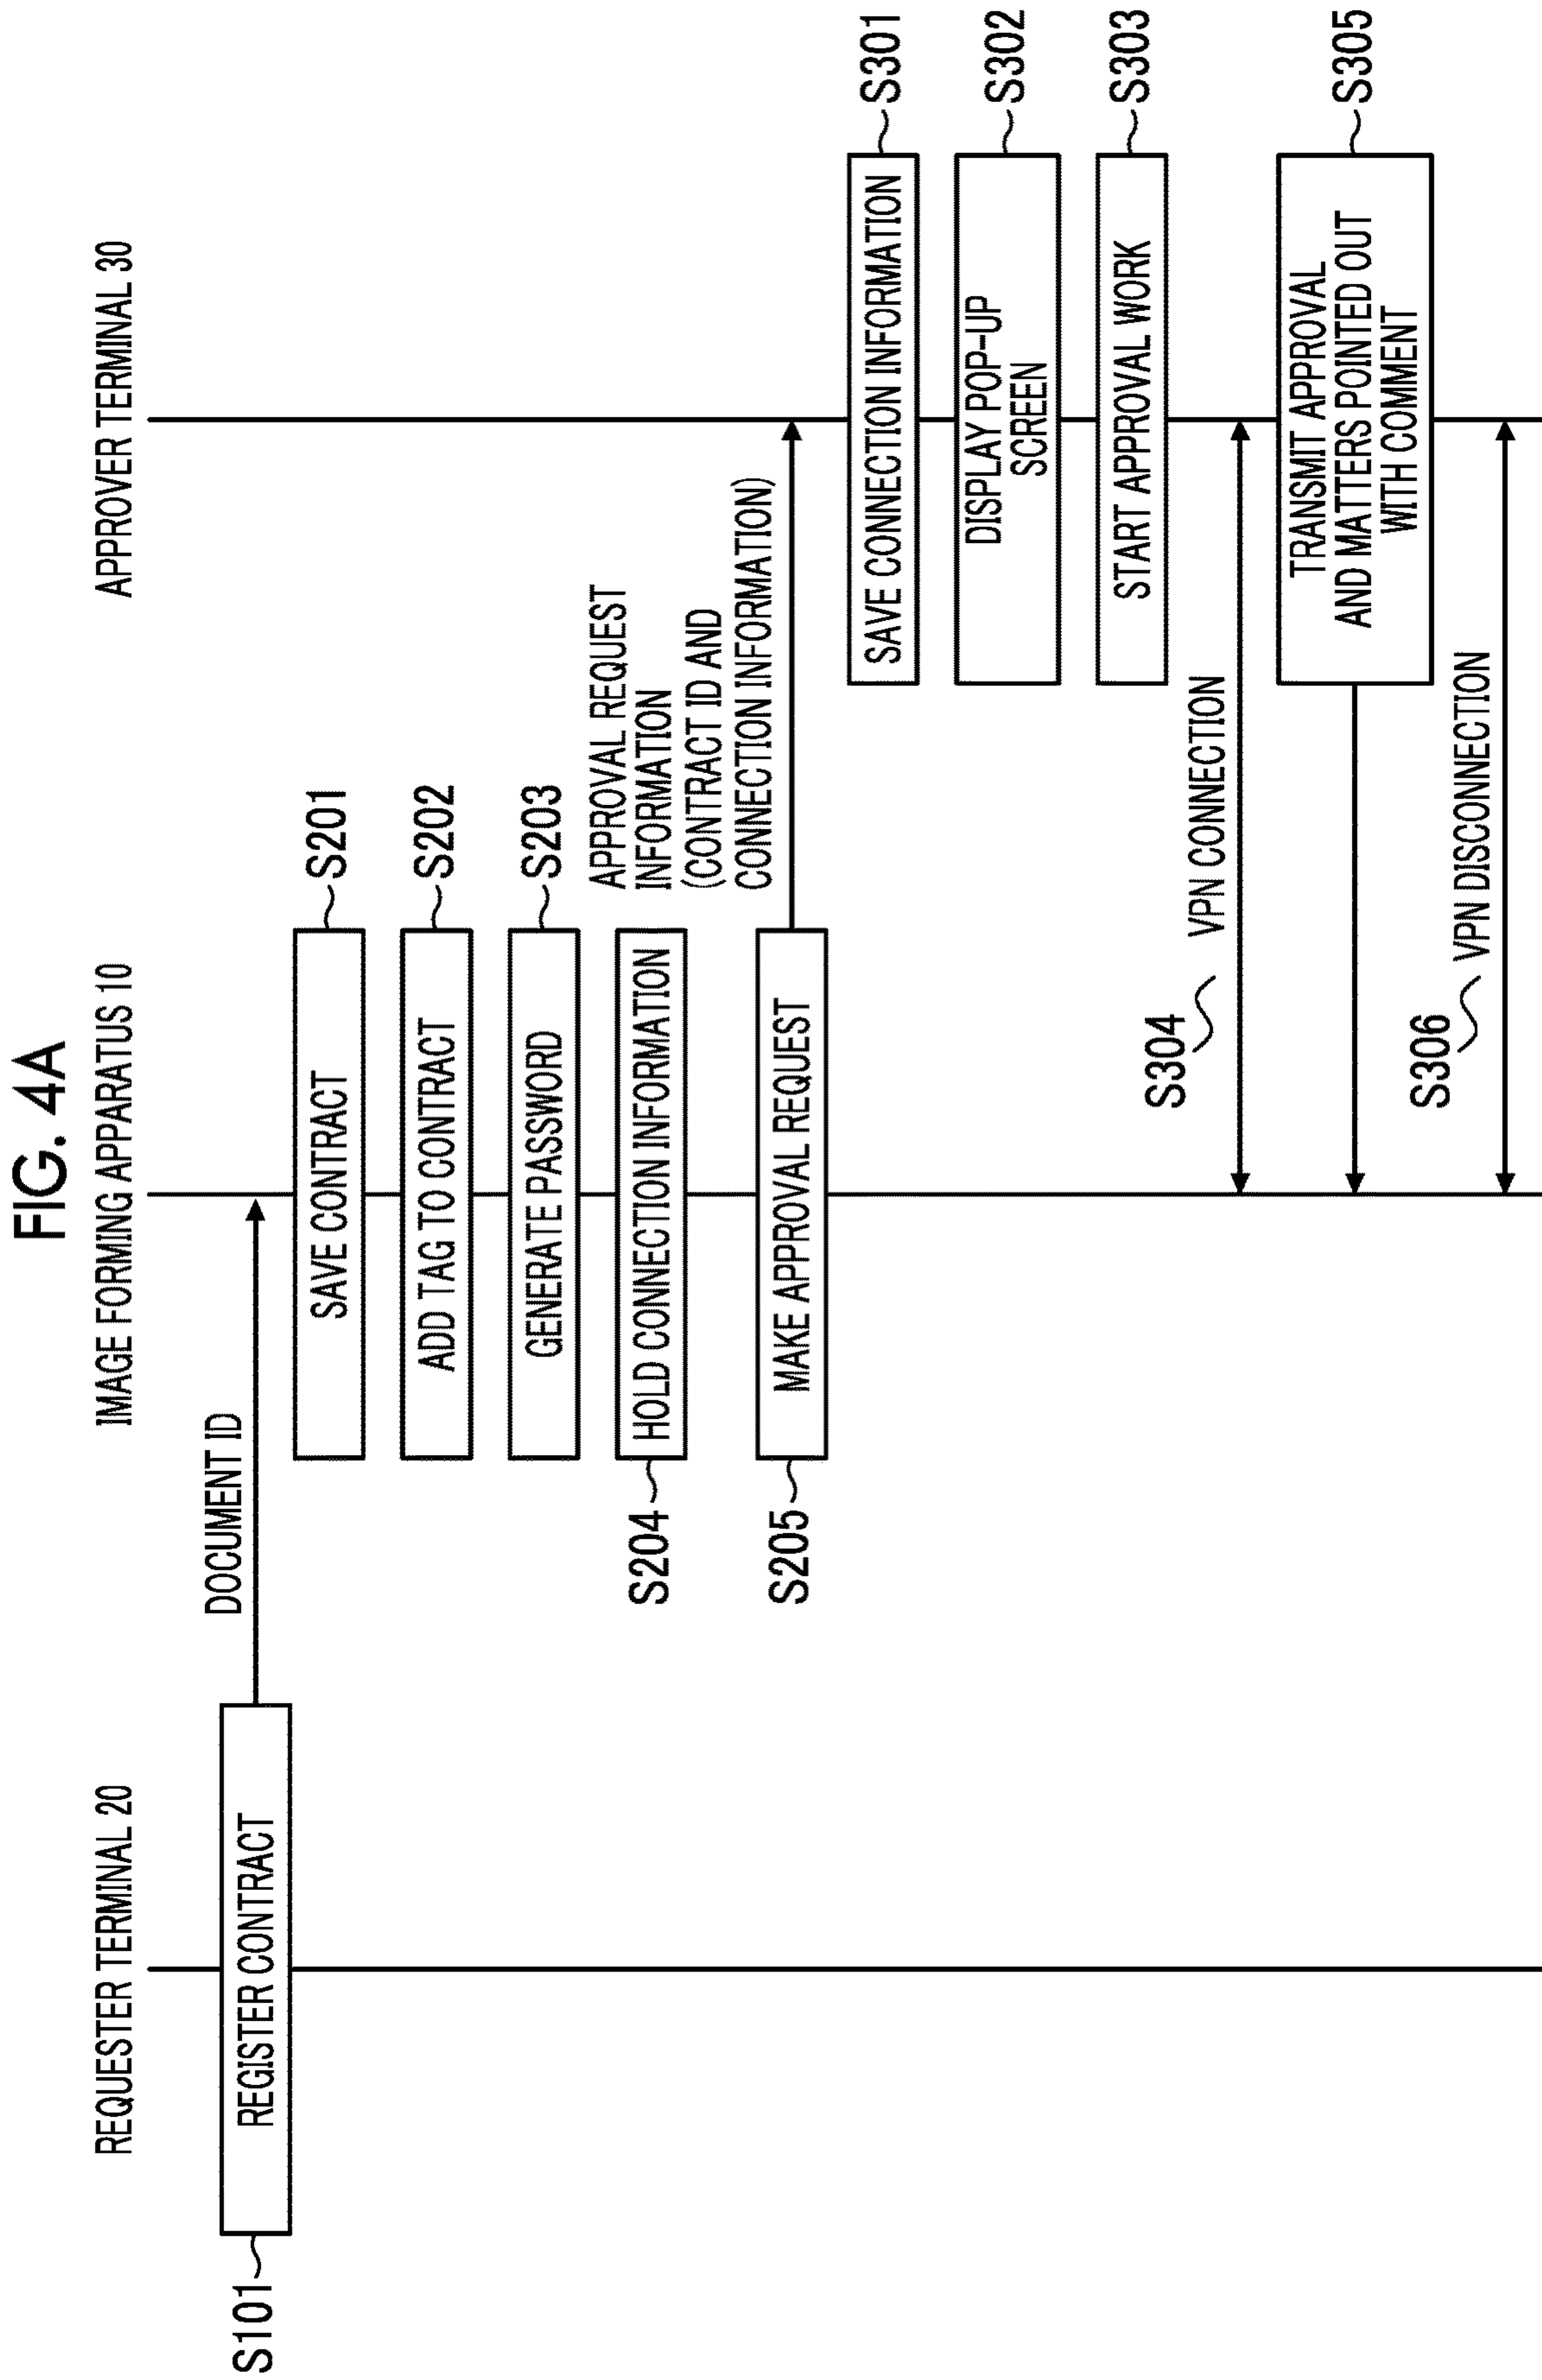 FIG. 4A
REQUESTER TERMINAL 20
IMAGE FORMING APPARATUS 10
APPROVER TERMINAL 30
S101
REGISTER CONTRACT
DOCUMENT ID
SAVE CONTRACT
S201
ADD TAG TO CONTRACT
S202
GENERATE PASSWORD
S203
S204
HOLD CONNECTION INFORMATION
S205
MAKE APPROVAL REQUEST
APPROVAL REQUEST
INFORMATION
(CONTRACT ID AND
CONNECTION INFORMATION)
SAVE CONNECTION INFORMATION
S301
DISPLAY POP-UP
SCREEN
S302
START APPROVAL WORK
S303
S304
VPN CONNECTION
TRANSMIT APPROVAL
AND MATTERS POINTED OUT
WITH COMMENT
S305
S306
VPN DISCONNECTION